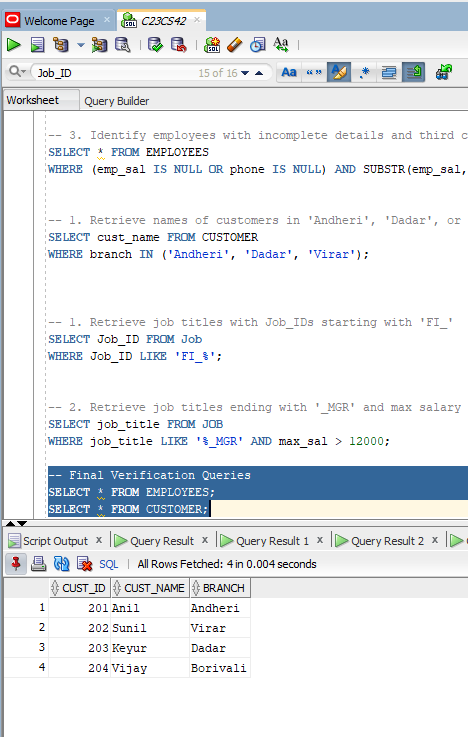 Welcome Page × C23CS42 ×
Job_ID 15 of 16 Aa “” .*
Worksheet Query Builder
-- 3. Identify employees with incomplete details and third c
SELECT * FROM EMPLOYEES
WHERE (emp_sal IS NULL OR phone IS NULL) AND SUBSTR(emp_sal,
-- 1. Retrieve names of customers in 'Andheri', 'Dadar', or
SELECT cust_name FROM CUSTOMER
WHERE branch IN ('Andheri', 'Dadar', 'Virar');
-- 1. Retrieve job titles with Job_IDs starting with 'FI_'
SELECT Job_ID FROM Job
WHERE Job_ID LIKE 'FI_%';
-- 2. Retrieve job titles ending with '_MGR' and max salary
SELECT job_title FROM JOB
WHERE job_title LIKE '%_MGR' AND max_sal > 12000;
-- Final Verification Queries
SELECT * FROM EMPLOYEES;
SELECT * FROM CUSTOMER;
Script Output × Query Result × Query Result 1 × Query Result 2 ×
SQL | All Rows Fetched: 4 in 0.004 seconds
CUST_ID CUST_NAME BRANCH
1 201 Anil Andheri
2 202 Sunil Virar
3 203 Keyur Dadar
4 204 Vijay Borivali